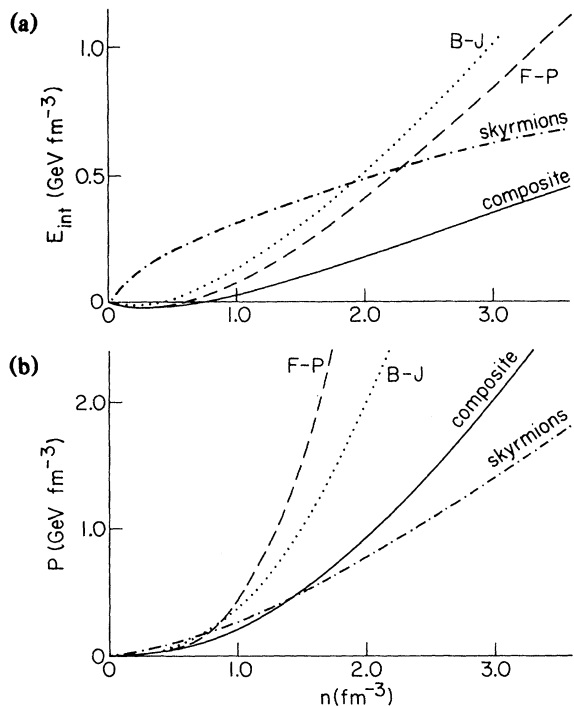 (a)
1.0
0.5
0
E_int (GeV fm⁻³)
B-J
F-P
skyrmions
composite
0
1.0
2.0
3.0
(b)
2.0
1.0
0
P (GeV fm⁻³)
F-P
B-J
composite
skyrmions
0
1.0
2.0
3.0
n(fm⁻³)